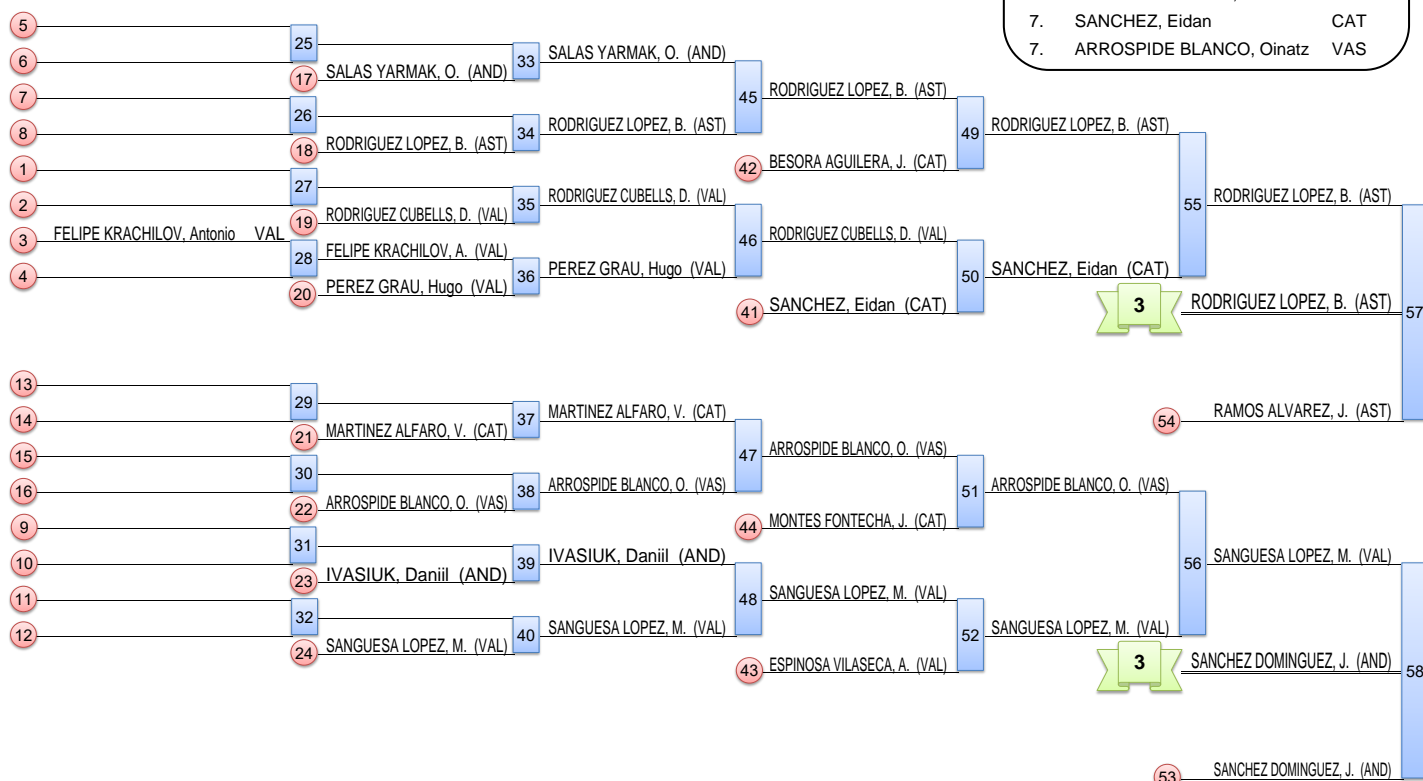 7. SANCHEZ, Eidan CAT
7. ARROSPIDE BLANCO, Oinatz VAS
5
25
6
SALAS YARMAK, O. (AND)
33
17 SALAS YARMAK, O. (AND)
7
45 RODRIGUEZ LOPEZ, B. (AST)
26
8
RODRIGUEZ LOPEZ, B. (AST)
34
49 RODRIGUEZ LOPEZ, B. (AST)
18 RODRIGUEZ LOPEZ, B. (AST)
1
42 BESORA AGUILERA, J. (CAT)
27
2
RODRIGUEZ CUBELLS, D. (VAL)
35
55 RODRIGUEZ LOPEZ, B. (AST)
19 RODRIGUEZ CUBELLS, D. (VAL)
3 FELIPE KRACHILOV, Antonio VAL
46 RODRIGUEZ CUBELLS, D. (VAL)
28 FELIPE KRACHILOV, A. (VAL)
4
36 PEREZ GRAU, Hugo (VAL)
50 SANCHEZ, Eidan (CAT)
20 PEREZ GRAU, Hugo (VAL)
41 SANCHEZ, Eidan (CAT)
3 RODRIGUEZ LOPEZ, B. (AST)
57
13
29
14
37 MARTINEZ ALFARO, V. (CAT)
54 RAMOS ALVAREZ, J. (AST)
21 MARTINEZ ALFARO, V. (CAT)
15
47 ARROSPIDE BLANCO, O. (VAS)
30
16
38 ARROSPIDE BLANCO, O. (VAS)
51 ARROSPIDE BLANCO, O. (VAS)
22 ARROSPIDE BLANCO, O. (VAS)
9
44 MONTES FONTECHA, J. (CAT)
31
10
39 IVASIUK, Daniil (AND)
56 SANGUESA LOPEZ, M. (VAL)
23 IVASIUK, Daniil (AND)
11
48 SANGUESA LOPEZ, M. (VAL)
32
12
40 SANGUESA LOPEZ, M. (VAL)
52 SANGUESA LOPEZ, M. (VAL)
24 SANGUESA LOPEZ, M. (VAL)
43 ESPINOSA VILASECA, A. (VAL)
3 SANCHEZ DOMINGUEZ, J. (AND)
58
53 SANCHEZ DOMINGUEZ, J. (AND)